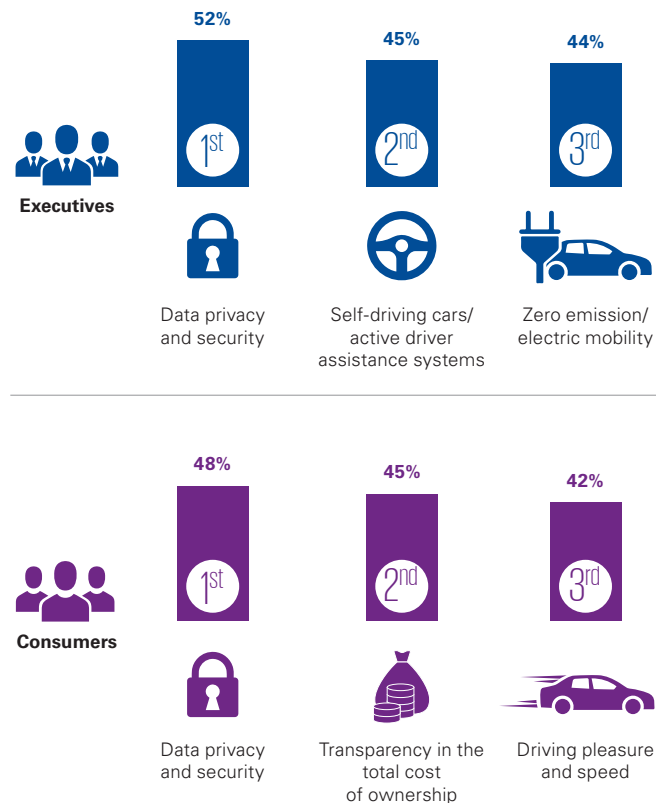 52%
45%
44%
1st
2nd
3rd
Executives
Data privacy
and security
Self-driving cars/
active driver
assistance systems
Zero emission/
electric mobility
48%
45%
42%
1st
2nd
3rd
Consumers
Data privacy
and security
Transparency in the
total cost
of ownership
Driving pleasure
and speed